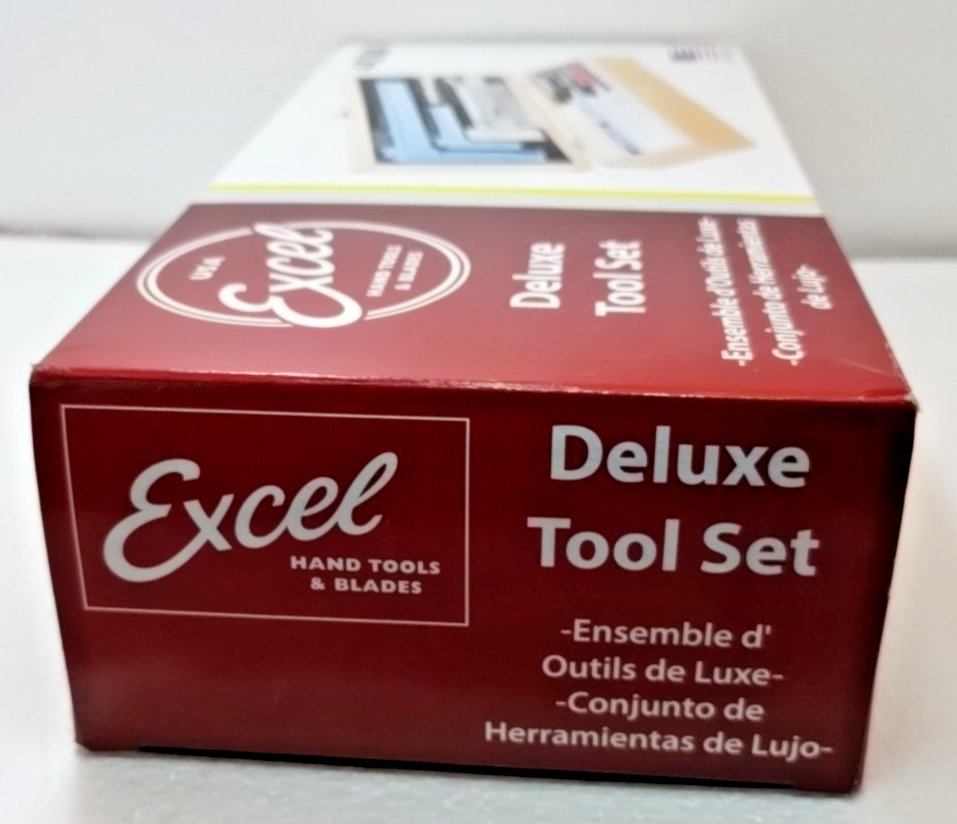 USA
Excel
HAND TOOLS
& BLADES
Deluxe
Tool Set
-Ensemble d'Outils de Luxe-
-Conjunto de Herramientas
de Lujo-
Excel
HAND TOOLS
& BLADES
Deluxe
Tool Set
-Ensemble d'
Outils de Luxe-
-Conjunto de
Herramientas de Lujo-